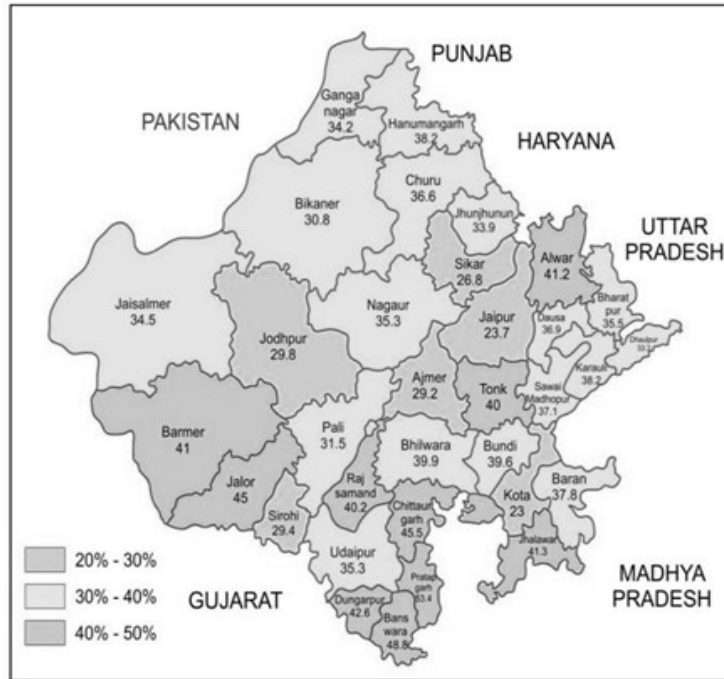 PUNJAB
PAKISTAN
Ganga
nagar
34.2
Hanumangarh
38.2
HARYANA
Churu
36.6
Bikaner
30.8
Jhunjhunun
33.9
UTTAR
PRADESH
Sikar
26.8
Alwar
41.2
Jaisalmer
34.5
Nagaur
35.3
Jaipur
23.7
Bharat
pur
35.5
Dausa
36.9
Jodhpur
29.8
Dhaulpur
Karauli
38.2
Ajmer
29.2
Tonk
40
Sawai
Madhopur
37.1
Barmer
41
Pali
31.5
Bhilwara
39.9
Bundi
39.6
Jalor
45
Raj
samand
40.2
Kota
23
Baran
37.8
Sirohi
29.4
Chittaur
garh
45.5
Jhalawar
41.3
Udaipur
35.3
Pratap
garh
53.4
Dungarpur
42.6
Bans
wara
48.8
GUJARAT
MADHYA
PRADESH
20% - 30%
30% - 40%
40% - 50%